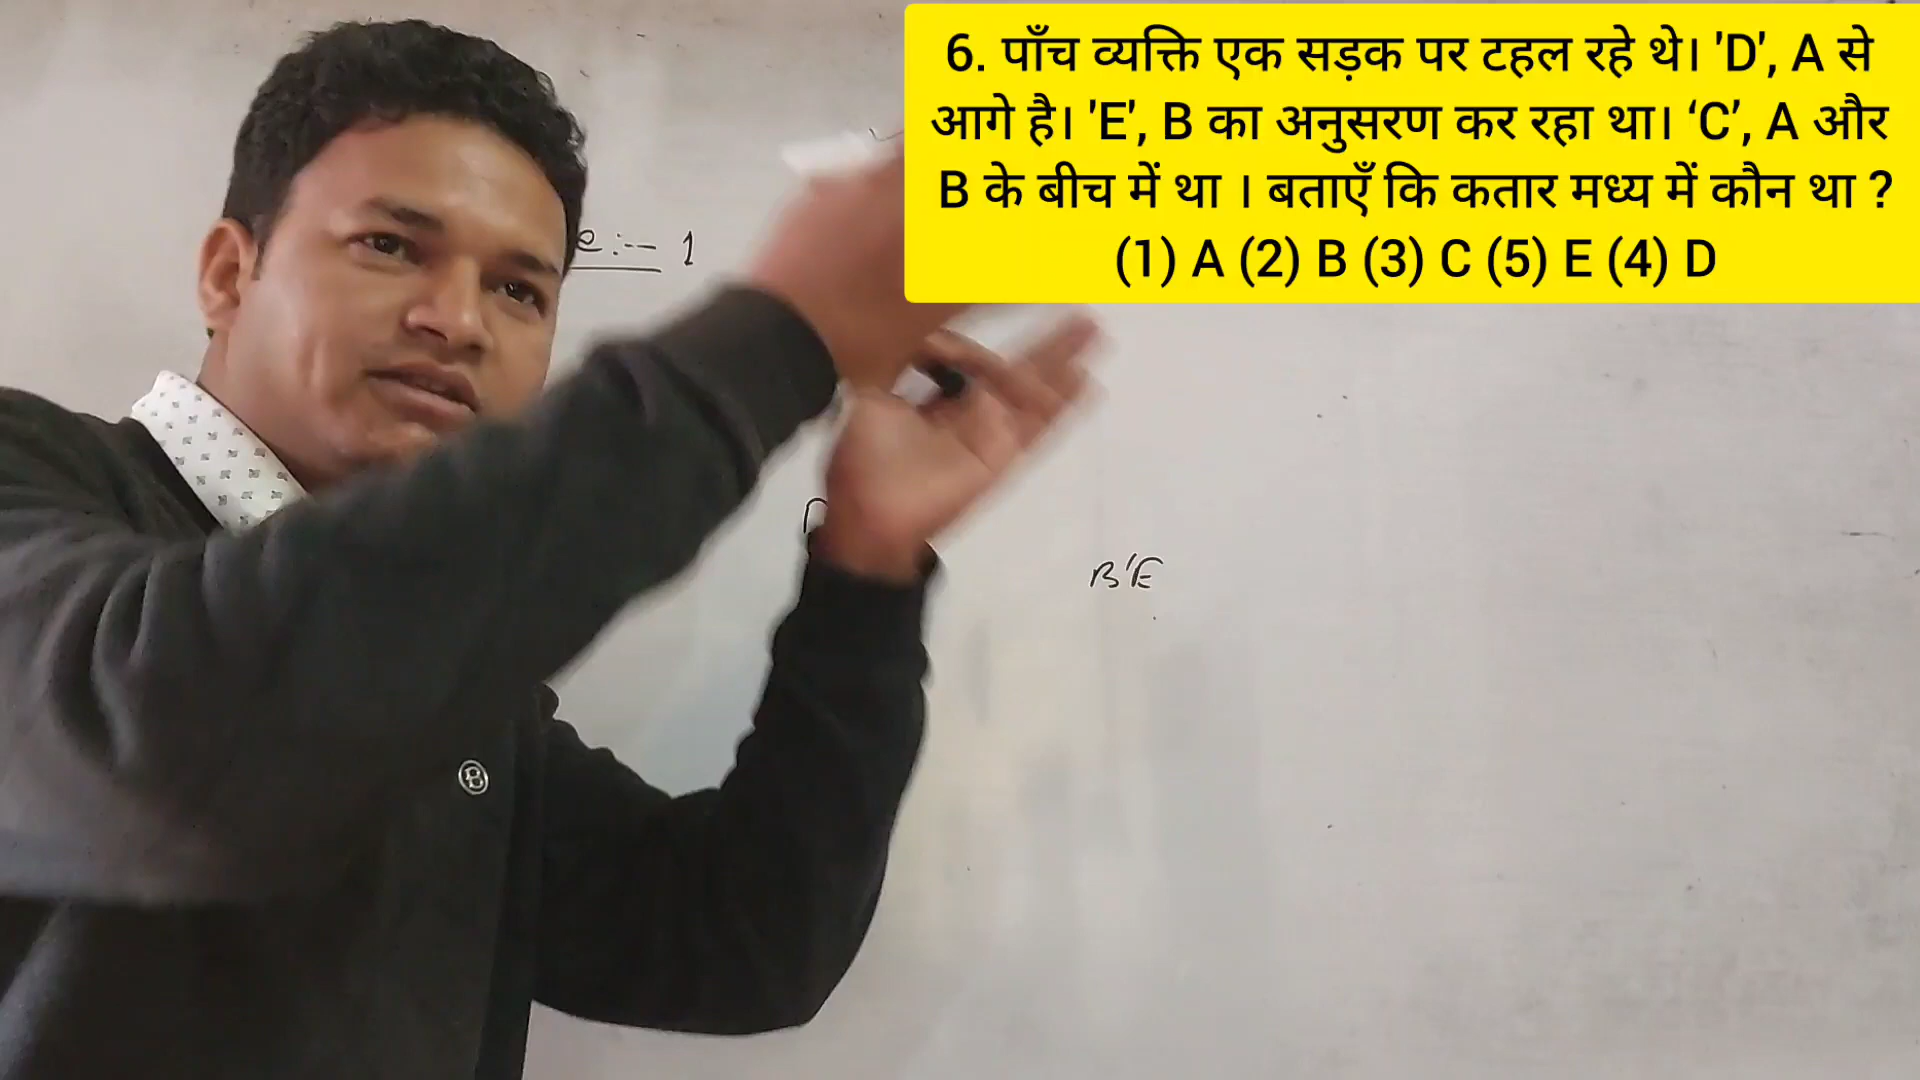 6. पाँच व्यक्ति एक सड़क पर टहल रहे थे। 'D', A से
आगे है। 'E', B का अनुसरण कर रहा था। ‘C’, A और
B के बीच में था । बताएँ कि कतार मध्य में कौन था ?
(1) A (2) B (3) C (5) E (4) D
e :- 1
B'E